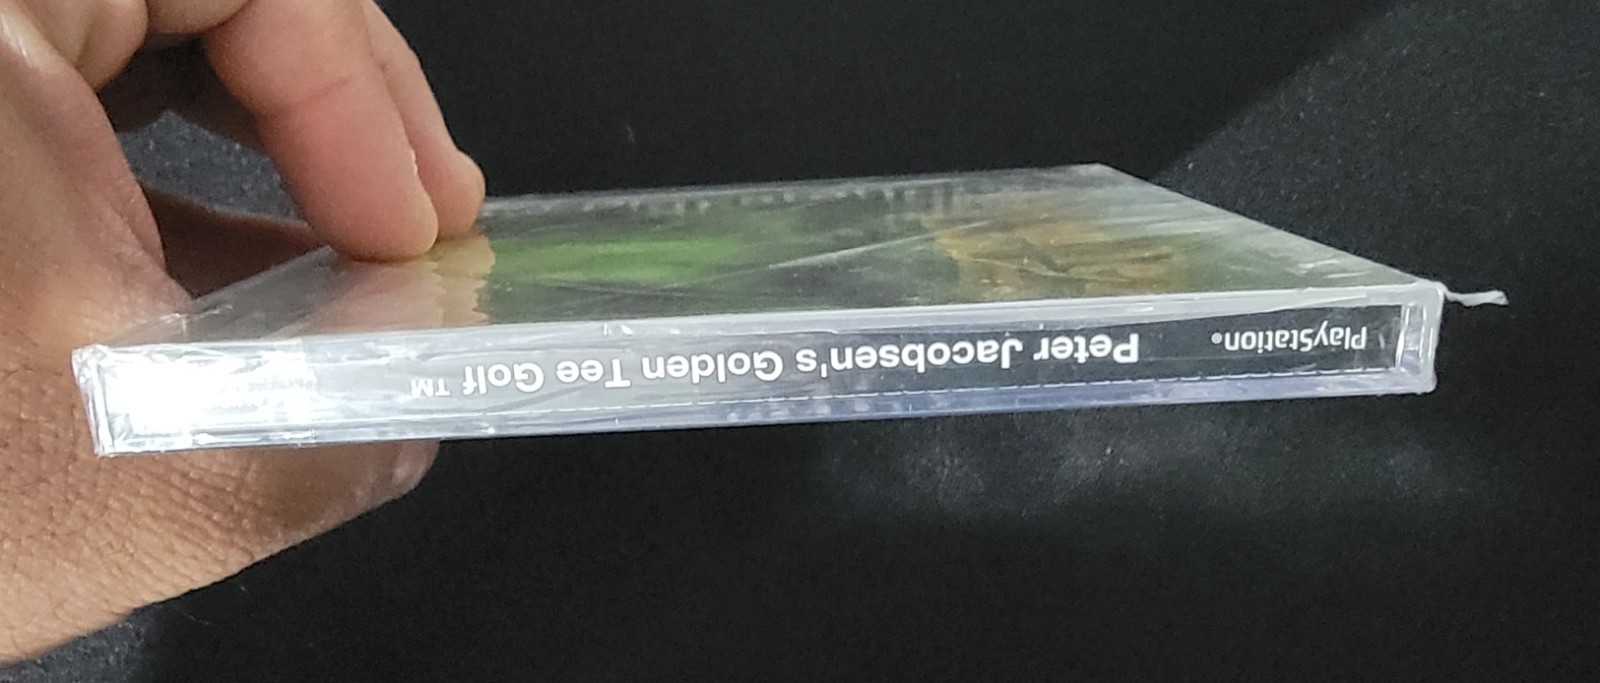 PlayStation®
Peter Jacobsen's Golden Tee Golf ™